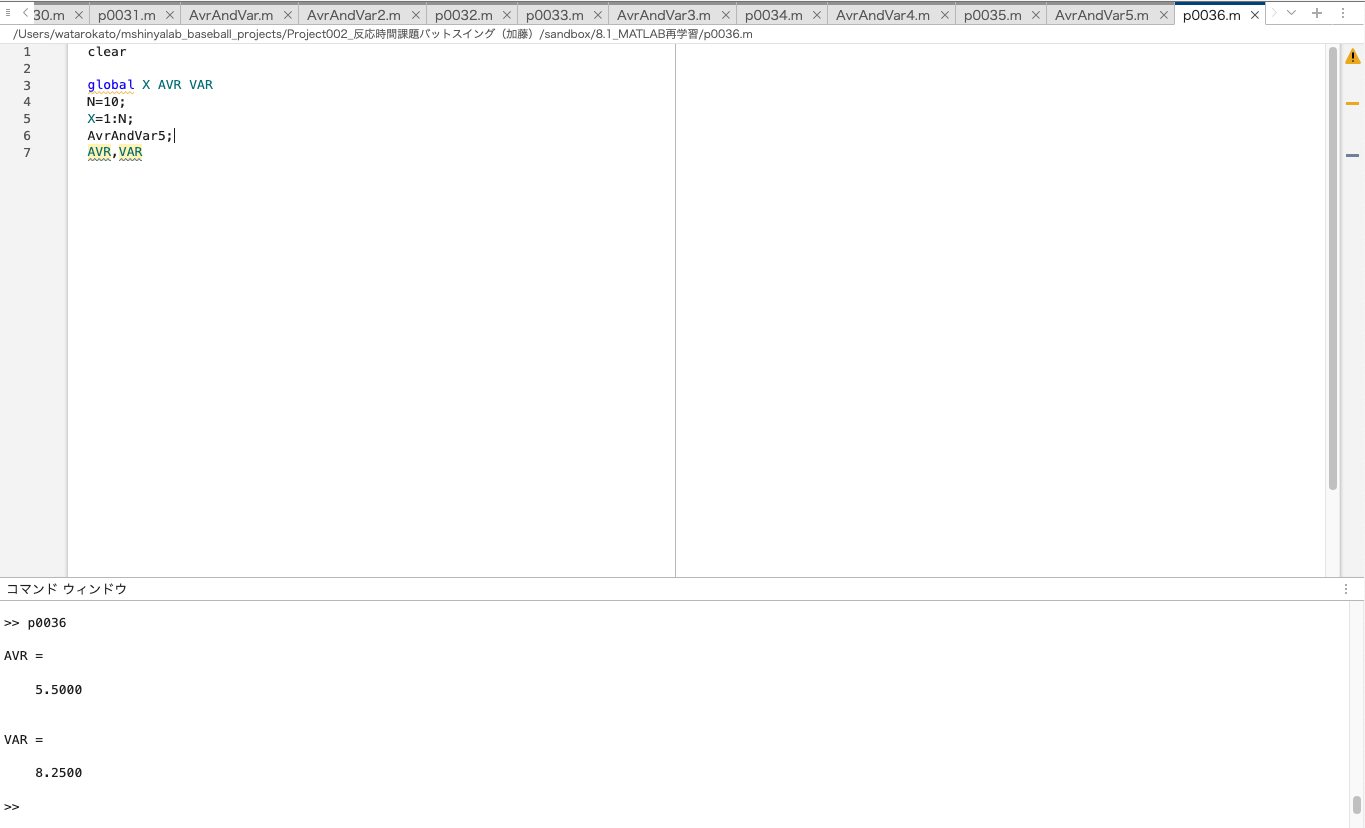 30.m × p0031.m × AvrAndVar.m × AvrAndVar2.m × p0032.m × p0033.m × AvrAndVar3.m × p0034.m × AvrAndVar4.m × p0035.m × AvrAndVar5.m × p0036.m ×
/Users/watarokato/mshinyalab_baseball_projects/Project002_反応時間課題バットスイング（加藤）/sandbox/8.1_MATLAB再学習/p0036.m
1 clear
2
3 global X AVR VAR
4 N=10;
5 X=1:N;
6 AvrAndVar5;
7 AVR,VAR
コマンド ウィンドウ
>> p0036
AVR =
5.5000
VAR =
8.2500
>>